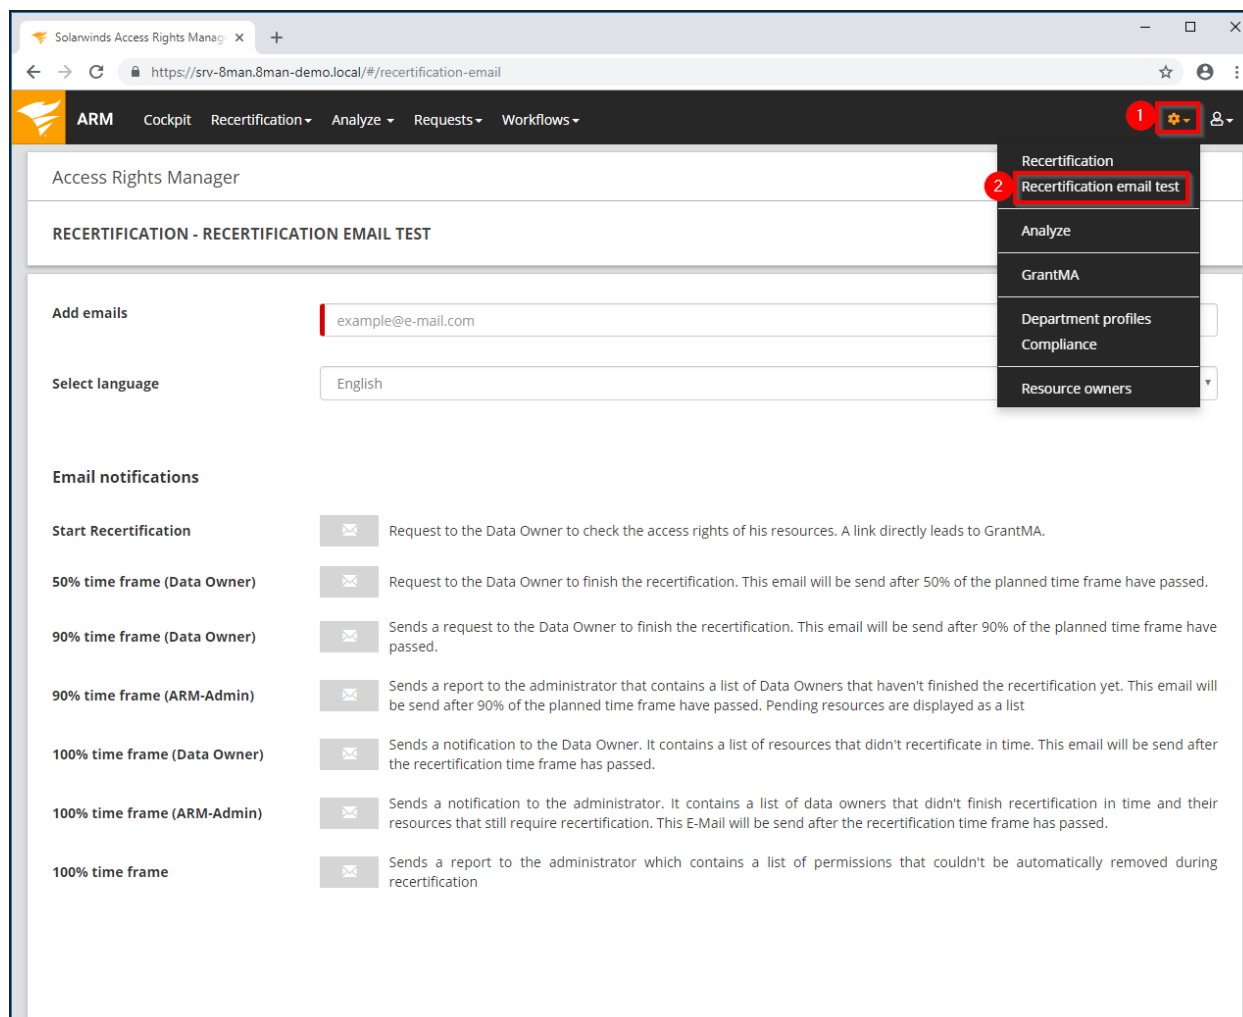 Solarwinds Access Rights Manag
https://srv-8man.8man-demo.local/#/recertification-email
ARM Cockpit Recertification Analyze Requests Workflows
1
Recertification
2 Recertification email test
Analyze
GrantMA
Department profiles
Compliance
Resource owners
Access Rights Manager
RECERTIFICATION - RECERTIFICATION EMAIL TEST
Add emails example@e-mail.com
Select language English
Email notifications
Start Recertification Request to the Data Owner to check the access rights of his resources. A link directly leads to GrantMA.
50% time frame (Data Owner) Request to the Data Owner to finish the recertification. This email will be send after 50% of the planned time frame have passed.
90% time frame (Data Owner) Sends a request to the Data Owner to finish the recertification. This email will be send after 90% of the planned time frame have
passed.
90% time frame (ARM-Admin) Sends a report to the administrator that contains a list of Data Owners that haven't finished the recertification yet. This email will
be send after 90% of the planned time frame have passed. Pending resources are displayed as a list
100% time frame (Data Owner) Sends a notification to the Data Owner. It contains a list of resources that didn't recertificate in time. This email will be send after
the recertification time frame has passed.
100% time frame (ARM-Admin) Sends a notification to the administrator. It contains a list of data owners that didn't finish recertification in time and their
resources that still require recertification. This E-Mail will be send after the recertification time frame has passed.
100% time frame Sends a report to the administrator which contains a list of permissions that couldn't be automatically removed during
recertification